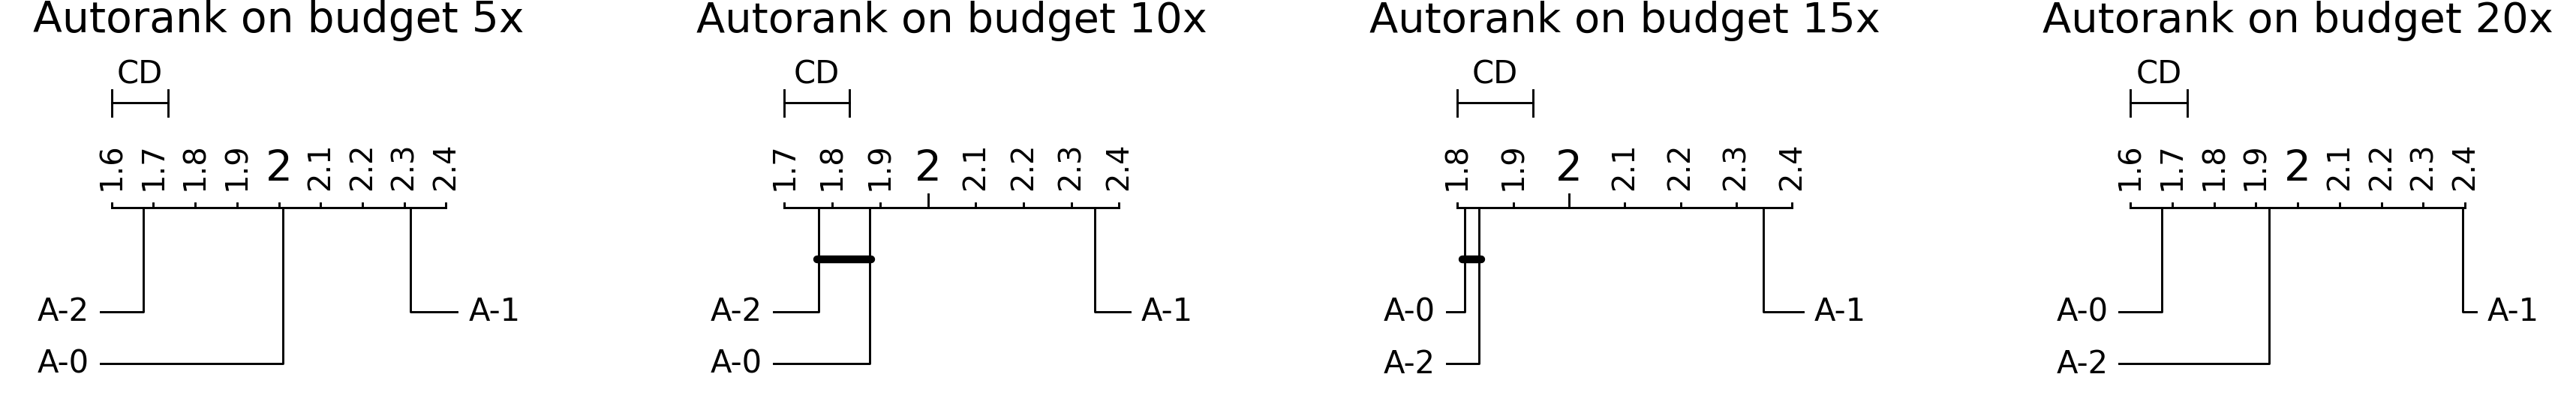 Autorank on budget 5x
CD
1.6 1.7 1.8 1.9 2 2.1 2.2 2.3 2.4
A-2 A-1
A-0
Autorank on budget 10x
CD
1.7 1.8 1.9 2 2.1 2.2 2.3 2.4
A-2 A-1
A-0
Autorank on budget 15x
CD
1.8 1.9 2 2.1 2.2 2.3 2.4
A-0 A-1
A-2
Autorank on budget 20x
CD
1.6 1.7 1.8 1.9 2 2.1 2.2 2.3 2.4
A-0 A-1
A-2